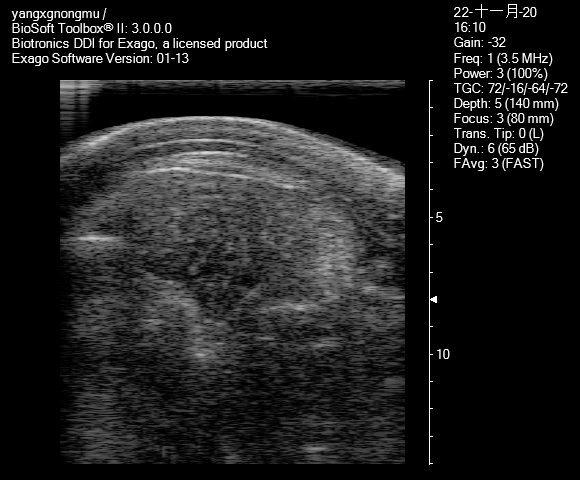 yangxgnongmu /
BioSoft Toolbox® II: 3.0.0.0
Biotronics DDI for Exago, a licensed product
Exago Software Version: 01-13
22-十一月-20
16:10
Gain: -32
Freq: 1 (3.5 MHz)
Power: 3 (100%)
TGC: 72/-16/-64/-72
Depth: 5 (140 mm)
Focus: 3 (80 mm)
Trans. Tip: 0 (L)
Dyn.: 6 (65 dB)
FAvg: 3 (FAST)
5
10